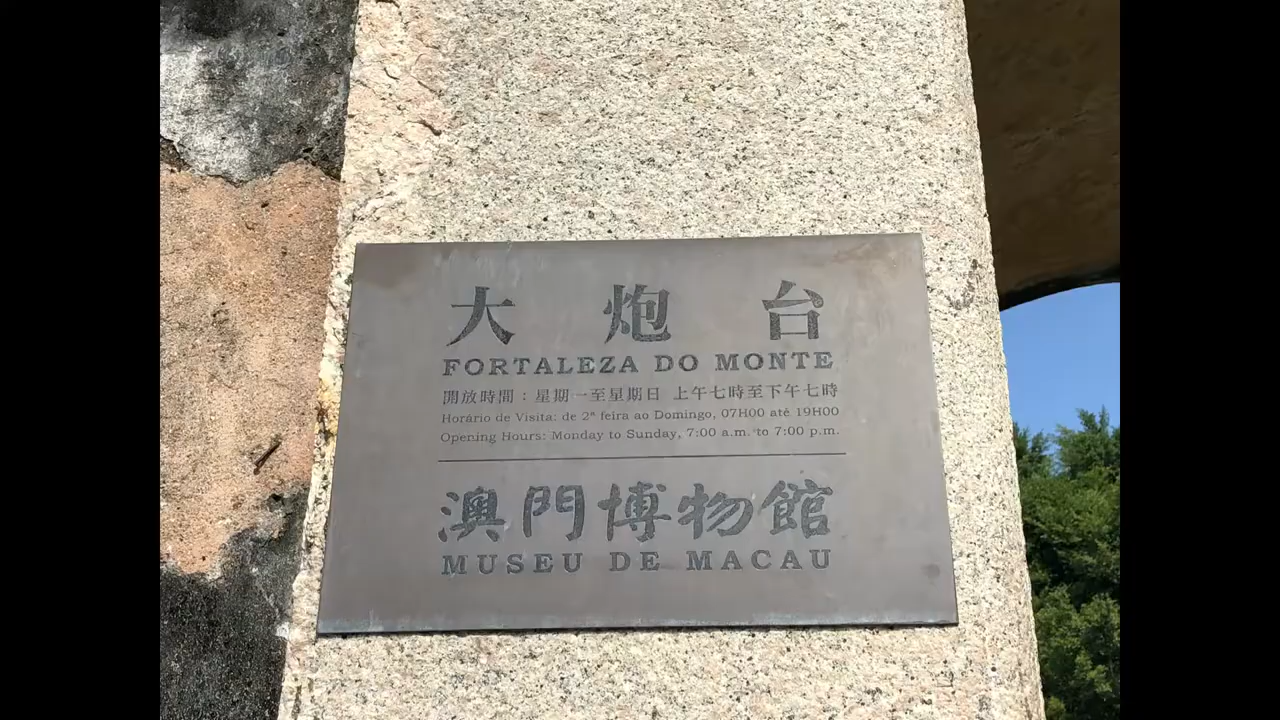 大炮台
FORTALEZA DO MONTE
開放時間：星期一至星期日 上午七時至下午七時
Horário de Visita: de 2ª feira ao Domingo, 07H00 até 19H00
Opening Hours: Monday to Sunday, 7:00 a.m. to 7:00 p.m.
澳門博物館
MUSEU DE MACAU